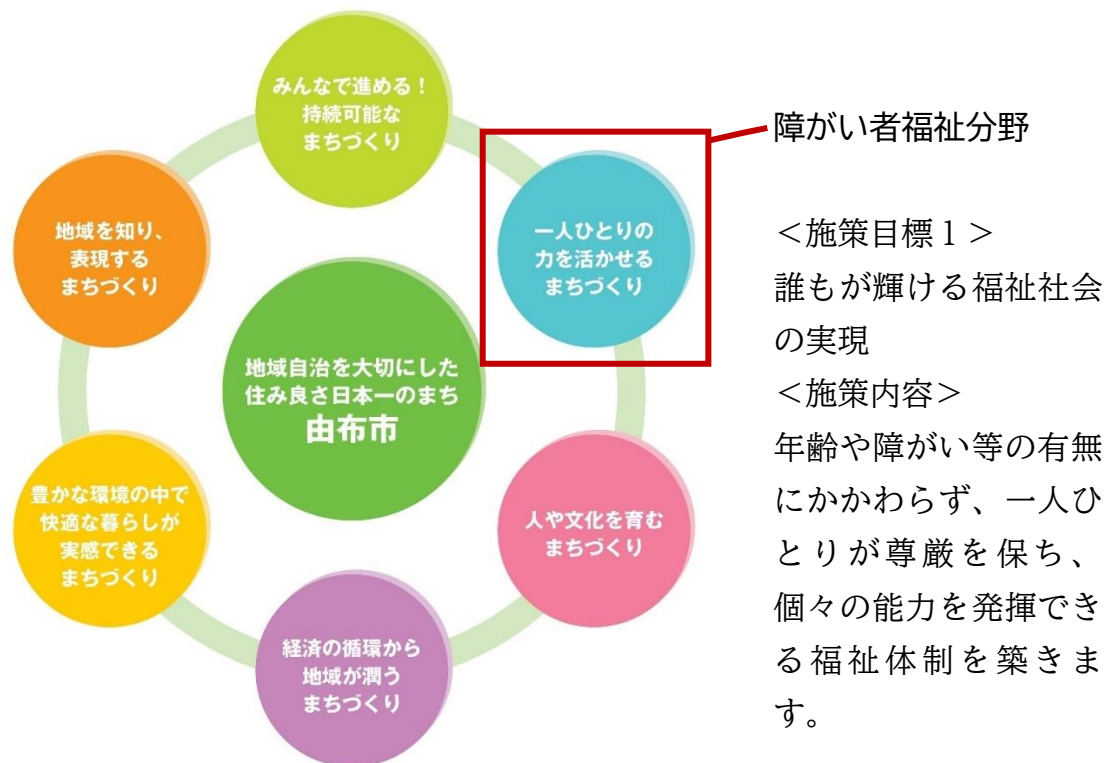 みんなで進める！
持続可能な
まちづくり
一人ひとりの
力を活かせる
まちづくり
人や文化を育む
まちづくり
経済の循環から
地域が潤う
まちづくり
豊かな環境の中で
快適な暮らしが
実感できる
まちづくり
地域を知り、
表現する
まちづくり
地域自治を大切にした
住み良さ日本一のまち
由布市
障がい者福祉分野
＜施策目標１＞
誰もが輝ける福祉社会
の実現
＜施策内容＞
年齢や障がい等の有無
にかかわらず、一人ひ
とりが尊厳を保ち、
個々の能力を発揮でき
る福祉体制を築きま
す。